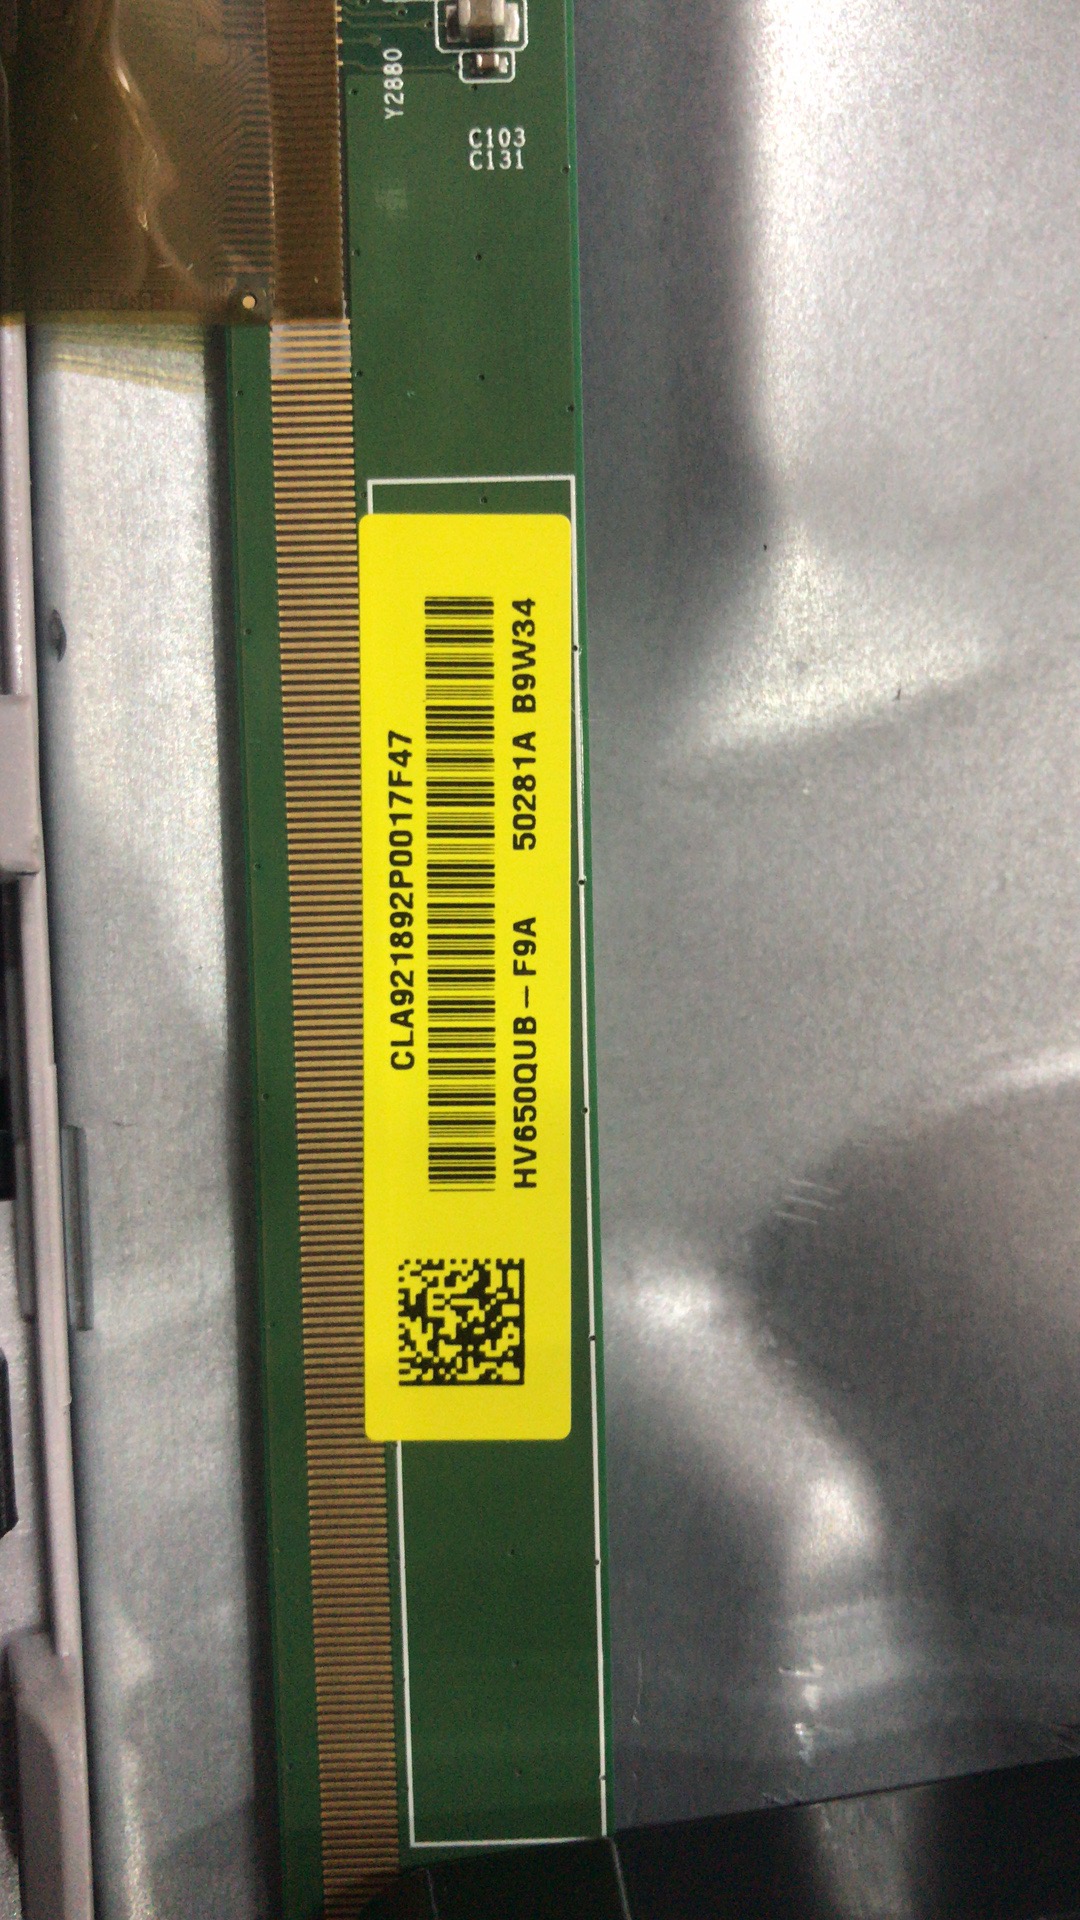 Y2880
C103
C131
CLA921892P0017F47
HV650QUB-F9A 50281A B9W34